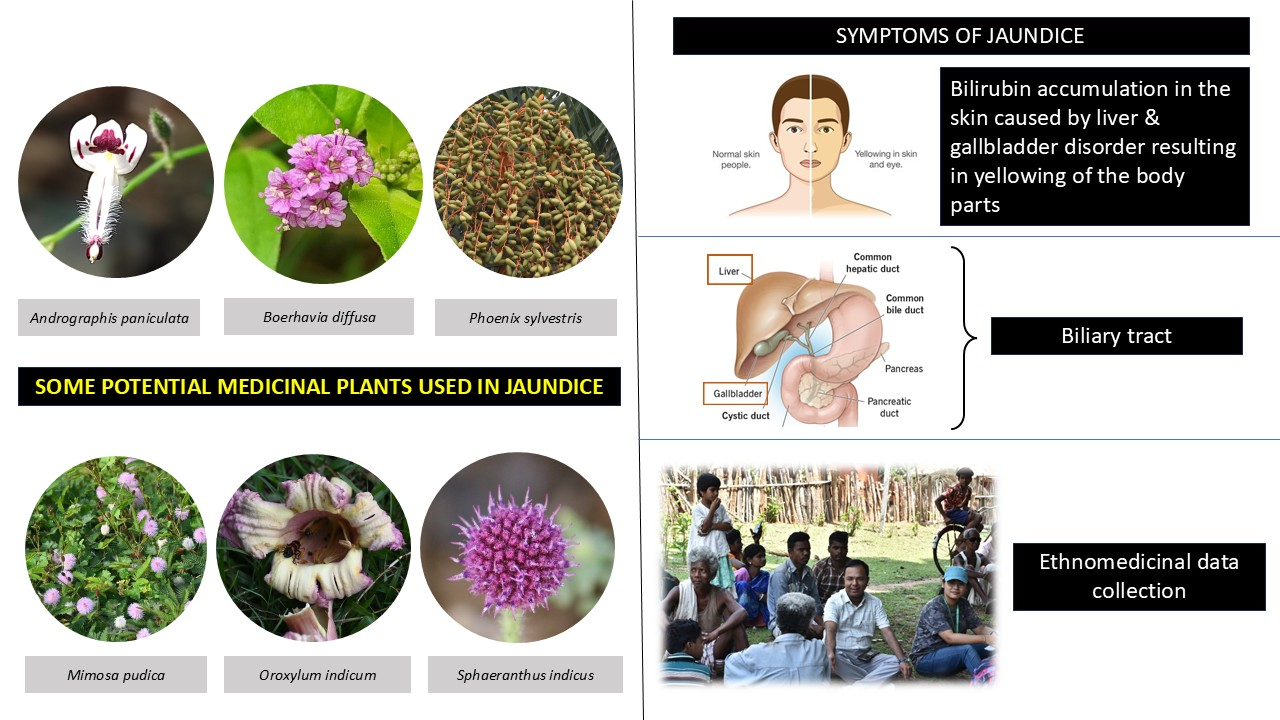 Andrographis paniculata
Boerhavia diffusa
Phoenix sylvestris
SOME POTENTIAL MEDICINAL PLANTS USED IN JAUNDICE
Mimosa pudica
Oroxylum indicum
Sphaeranthus indicus
SYMPTOMS OF JAUNDICE
Normal skin
people.
Yellowing in skin
and eye.
Bilirubin accumulation in the
skin caused by liver &
gallbladder disorder resulting
in yellowing of the body
parts
Liver
Common
hepatic duct
Common
bile duct
Pancreas
Gallbladder
Pancreatic
duct
Cystic duct
Biliary tract
Ethnomedicinal data
collection